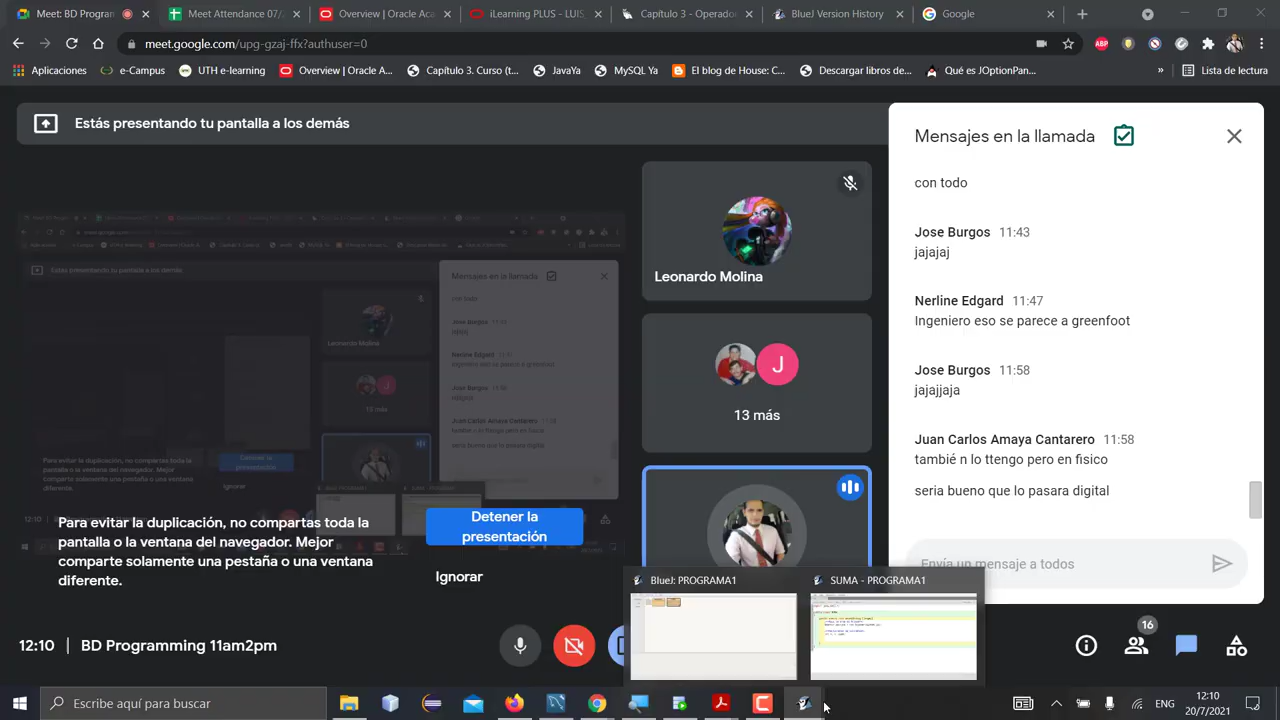 Meet: BD Program
Meet Attendance 07/
Overview | Oracle Ac
iLearning PLUS - LUIS
Capítulo 3 - Operado
BlueJ Version History
Google
meet.google.com/upg-gzaj-ffx?authuser=0
Aplicaciones
e-Campus
UTH e-learning
Overview | Oracle A...
Capítulo 3. Curso (t...
JavaYa
MySQL Ya
El blog de House: C...
Descargar libros de...
Qué es JOptionPan...
»
Lista de lectura
Estás presentando tu pantalla a los demás
Mensajes en la llamada
con todo
Jose Burgos 11:43
jajajaj
Nerline Edgard 11:47
Ingeniero eso se parece a greenfoot
Jose Burgos 11:58
jajajjaja
Juan Carlos Amaya Cantarero 11:58
tambié n lo ttengo pero en fisico
seria bueno que lo pasara digital
Envía un mensaje a todos
Leonardo Molina
J
13 más
Para evitar la duplicación, no compartas toda la
pantalla o la ventana del navegador. Mejor
comparte solamente una pestaña o una ventana
diferente.
Detener la
presentación
Ignorar
BlueJ: PROGRAMA1
SUMA - PROGRAMA1
12:10 | BD Programming 11am2pm
16
Escribe aquí para buscar
ENG
12:10
20/7/2021